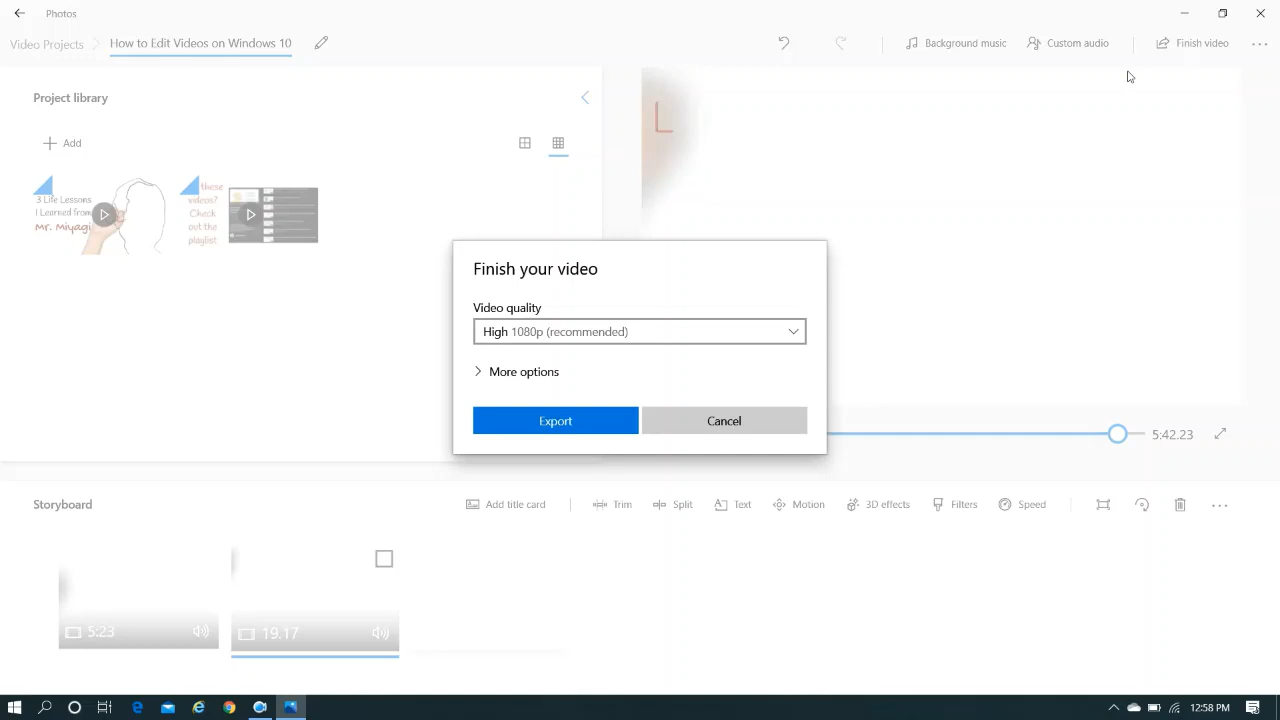 Photos
Video Projects
How to Edit Videos on Windows 10
Background music
Custom audio
Finish video
Project library
Add
3 Life Lessons
I Learned from
Mr. Miyagi
these
videos?
Check
out the
playlist
L
Finish your video
Video quality
High 1080p (recommended)
More options
Export
Cancel
5:42.23
Storyboard
Add title card
Trim
Split
Text
Motion
3D effects
Filters
Speed
5:23
19.17
12:58 PM